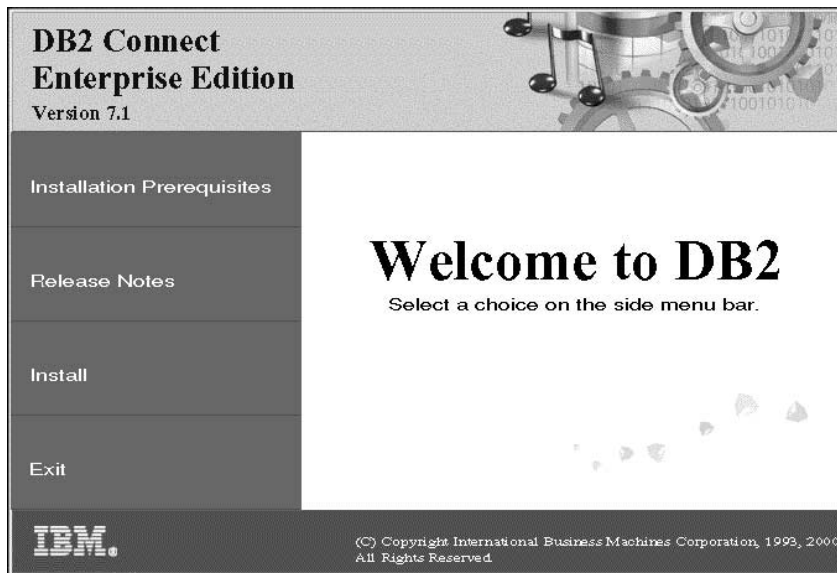 DB2 Connect
Enterprise Edition
Version 7.1
Installation Prerequisites
Release Notes
Install
Exit
Welcome to DB2
Select a choice on the side menu bar.
IBM.
(C) Copyright International Business Machines Corporation, 1993, 2000
All Rights Reserved